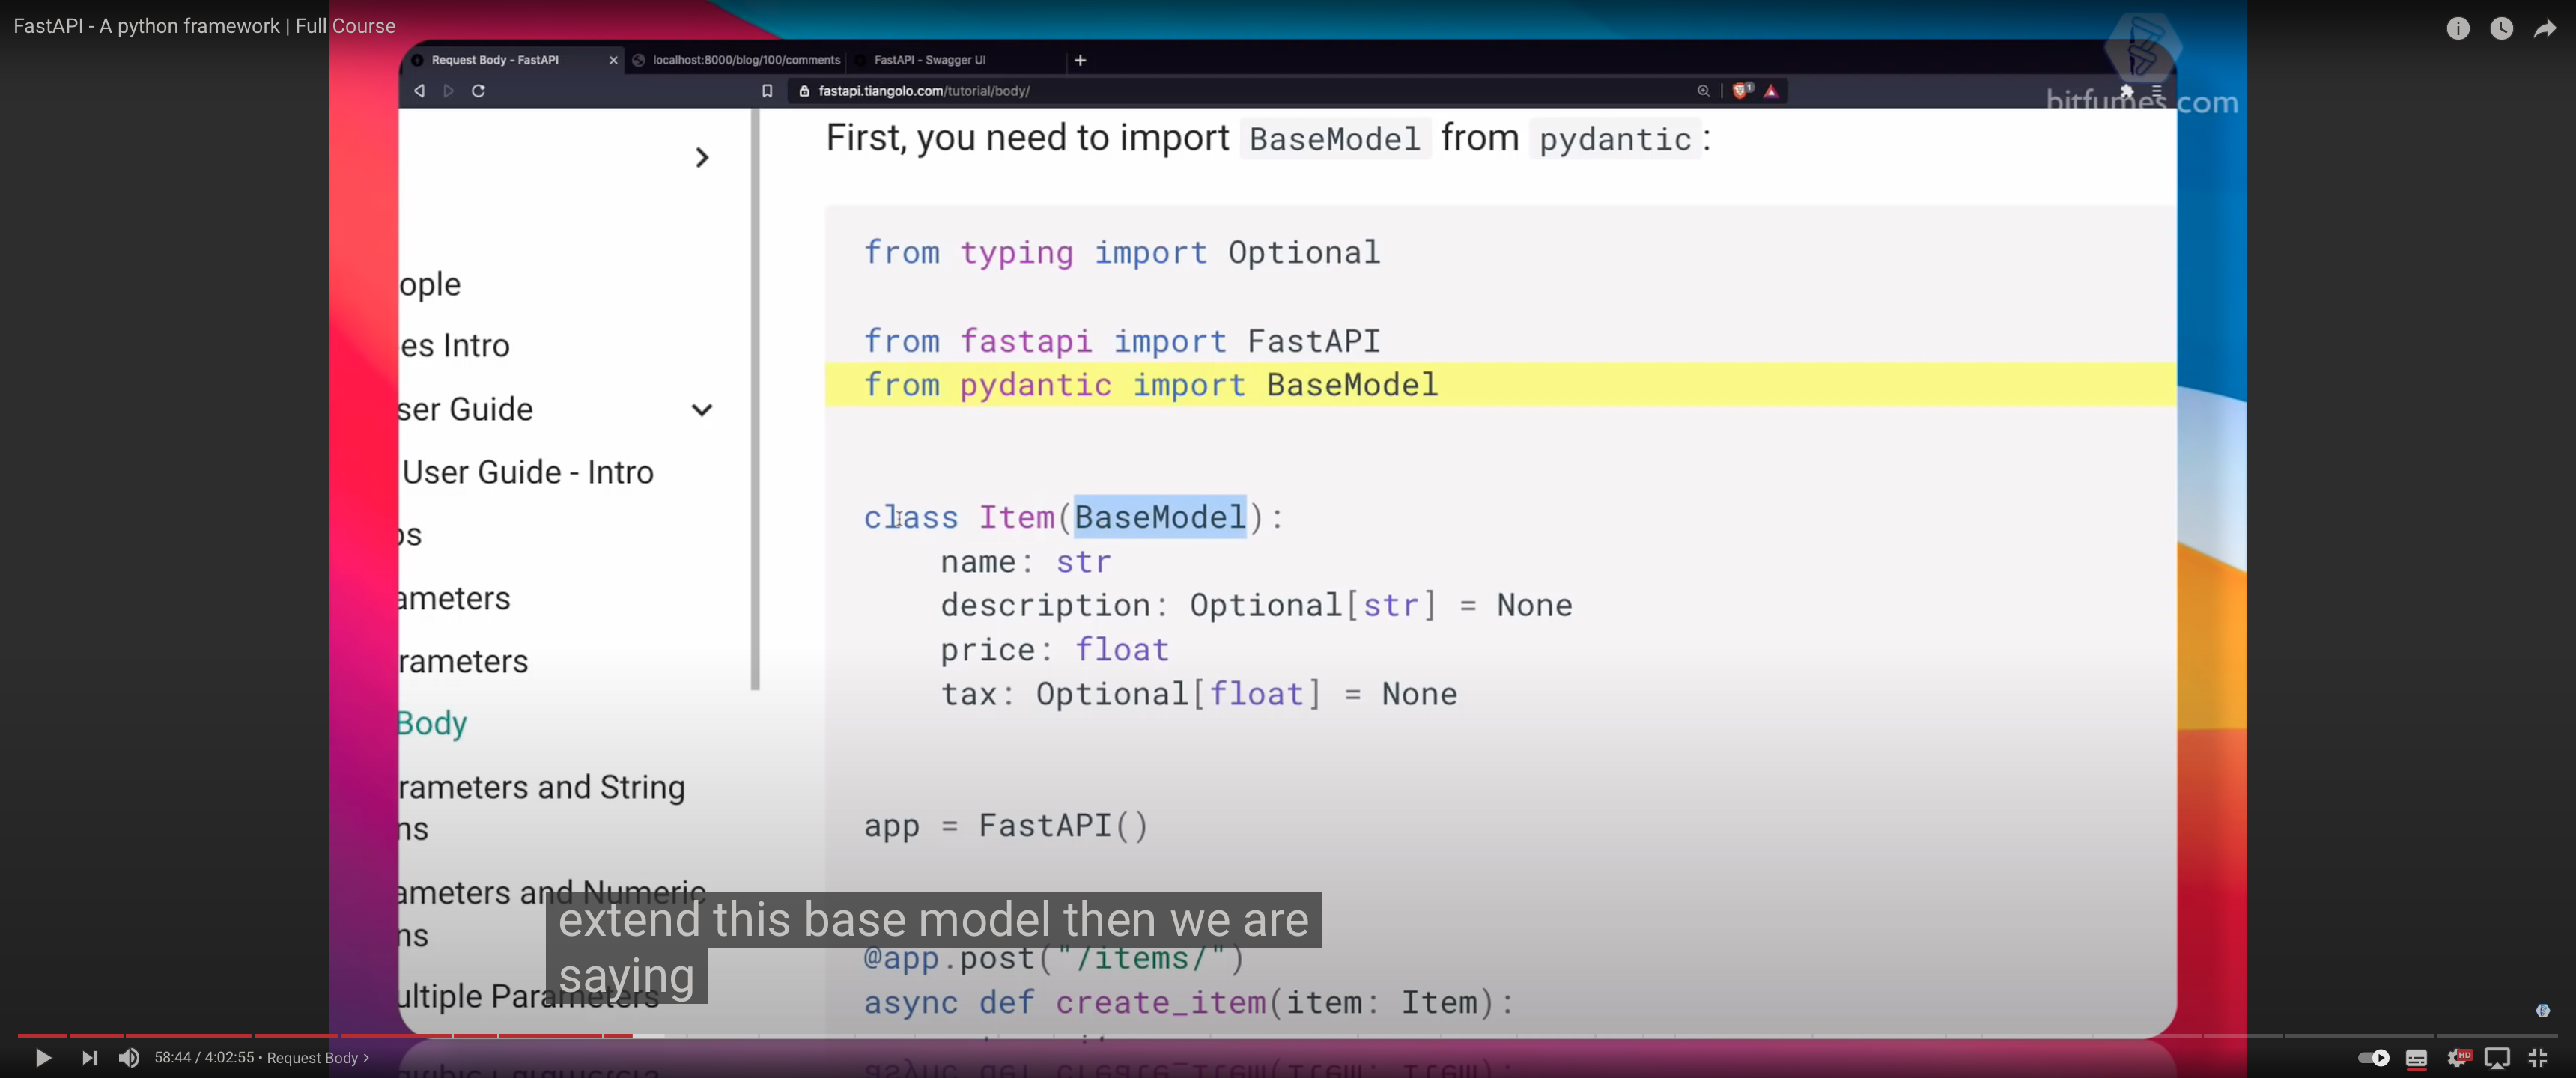 FastAPI - A python framework | Full Course
Request Body - FastAPI
localhost:8000/blog/100/comments
FastAPI - Swagger UI
fastapi.tiangolo.com/tutorial/body/
bitfumes.com
First, you need to import BaseModel from pydantic:
ople
es Intro
ser Guide
User Guide - Intro
ps
ameters
rameters
Body
rameters and String
ns
ameters and Numeric
ns
ultiple Parameters
from typing import Optional
from fastapi import FastAPI
from pydantic import BaseModel
class Item(BaseModel):
name: str
description: Optional[str] = None
price: float
tax: Optional[float] = None
app = FastAPI()
@app.post("/items/")
async def create_item(item: Item):
extend this base model then we are
saying
58:44 / 4:02:55 • Request Body >
HD